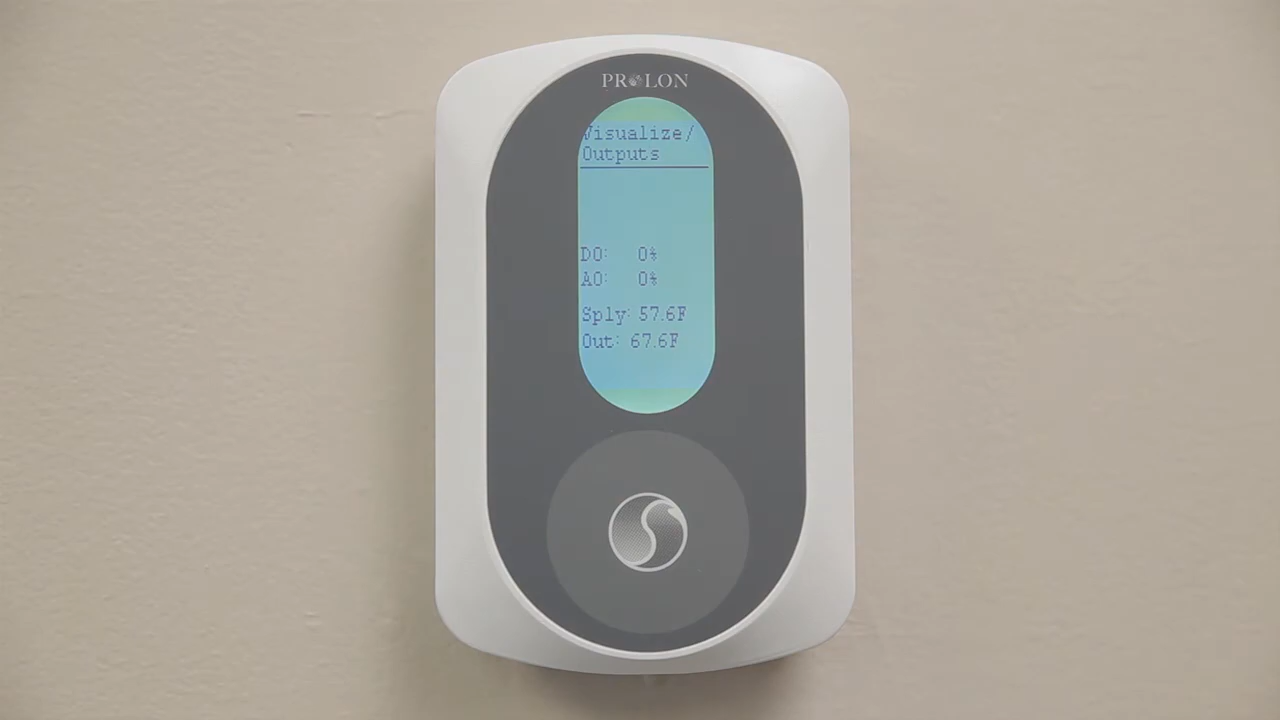 PROLON
Visualize/
Outputs
DO: 0%
AO: 0%
Sply: 57.6F
Out: 67.6F